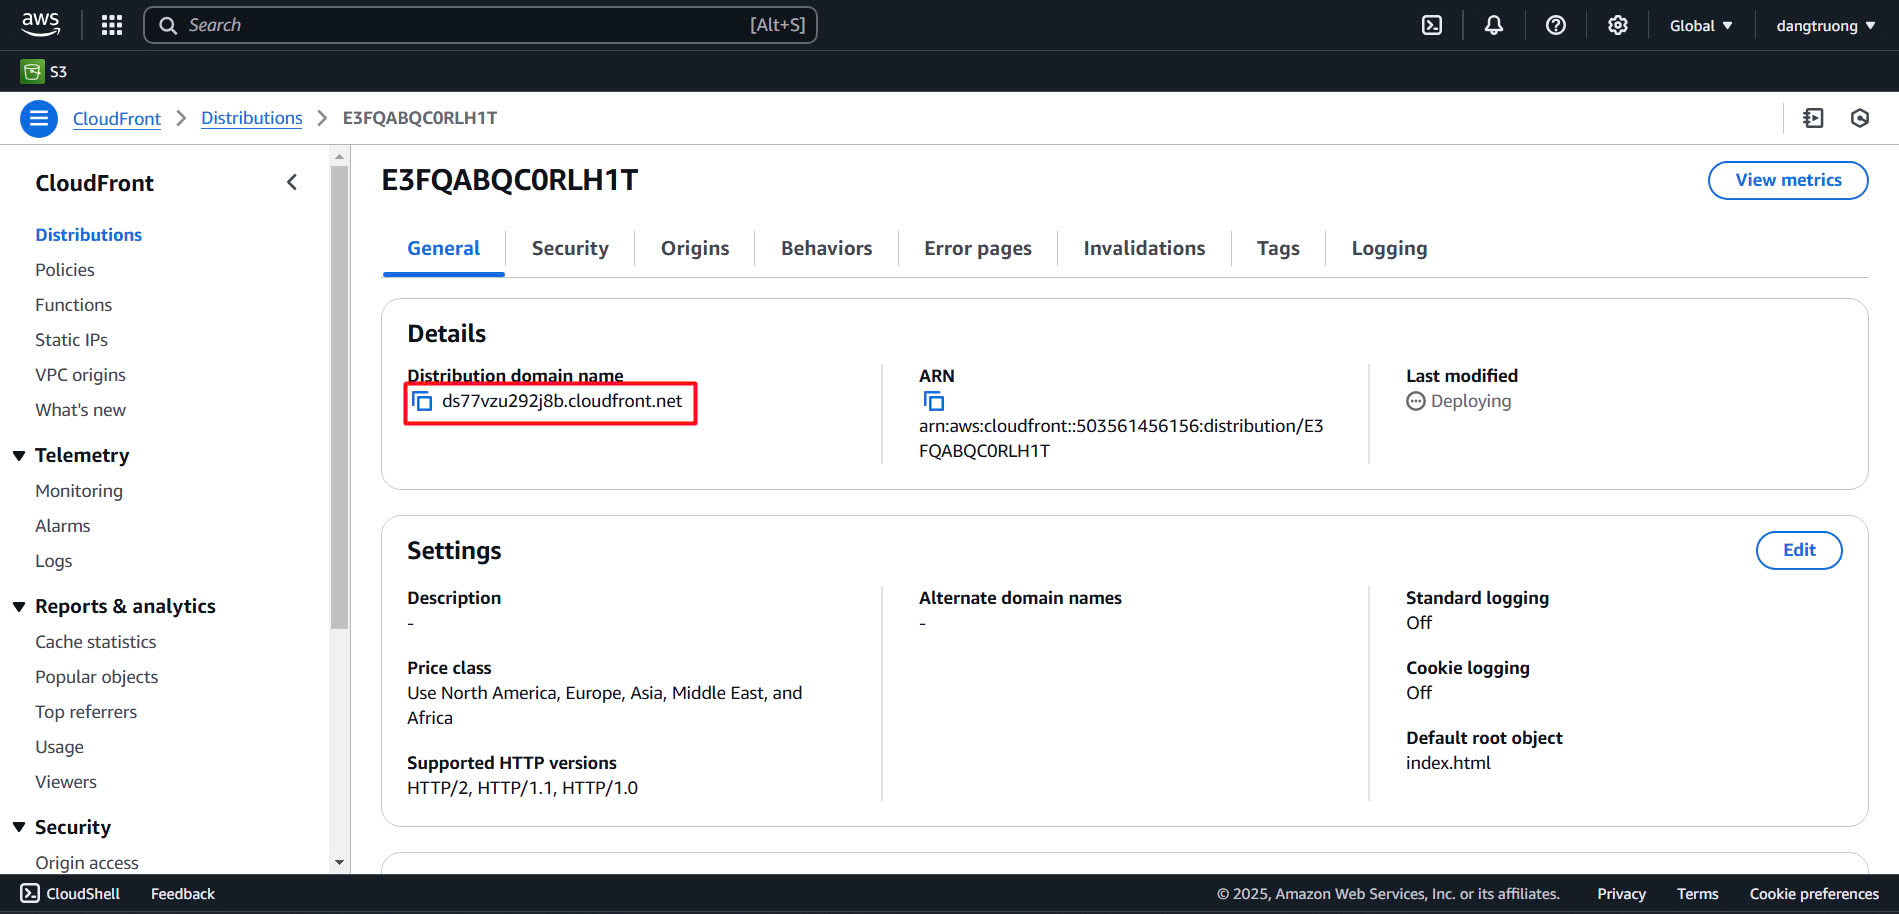 aws
Search
[Alt+S]
Global
dangtruong
S3
CloudFront
Distributions
E3FQABQC0RLH1T
CloudFront
Distributions
Policies
Functions
Static IPs
VPC origins
What's new
Telemetry
Monitoring
Alarms
Logs
Reports & analytics
Cache statistics
Popular objects
Top referrers
Usage
Viewers
Security
Origin access
E3FQABQC0RLH1T
View metrics
General
Security
Origins
Behaviors
Error pages
Invalidations
Tags
Logging
Details
Distribution domain name
ds77vzu292j8b.cloudfront.net
ARN
arn:aws:cloudfront::503561456156:distribution/E3
FQABQC0RLH1T
Last modified
Deploying
Settings
Edit
Description
-
Price class
Use North America, Europe, Asia, Middle East, and
Africa
Supported HTTP versions
HTTP/2, HTTP/1.1, HTTP/1.0
Alternate domain names
-
Standard logging
Off
Cookie logging
Off
Default root object
index.html
CloudShell
Feedback
© 2025, Amazon Web Services, Inc. or its affiliates.
Privacy
Terms
Cookie preferences